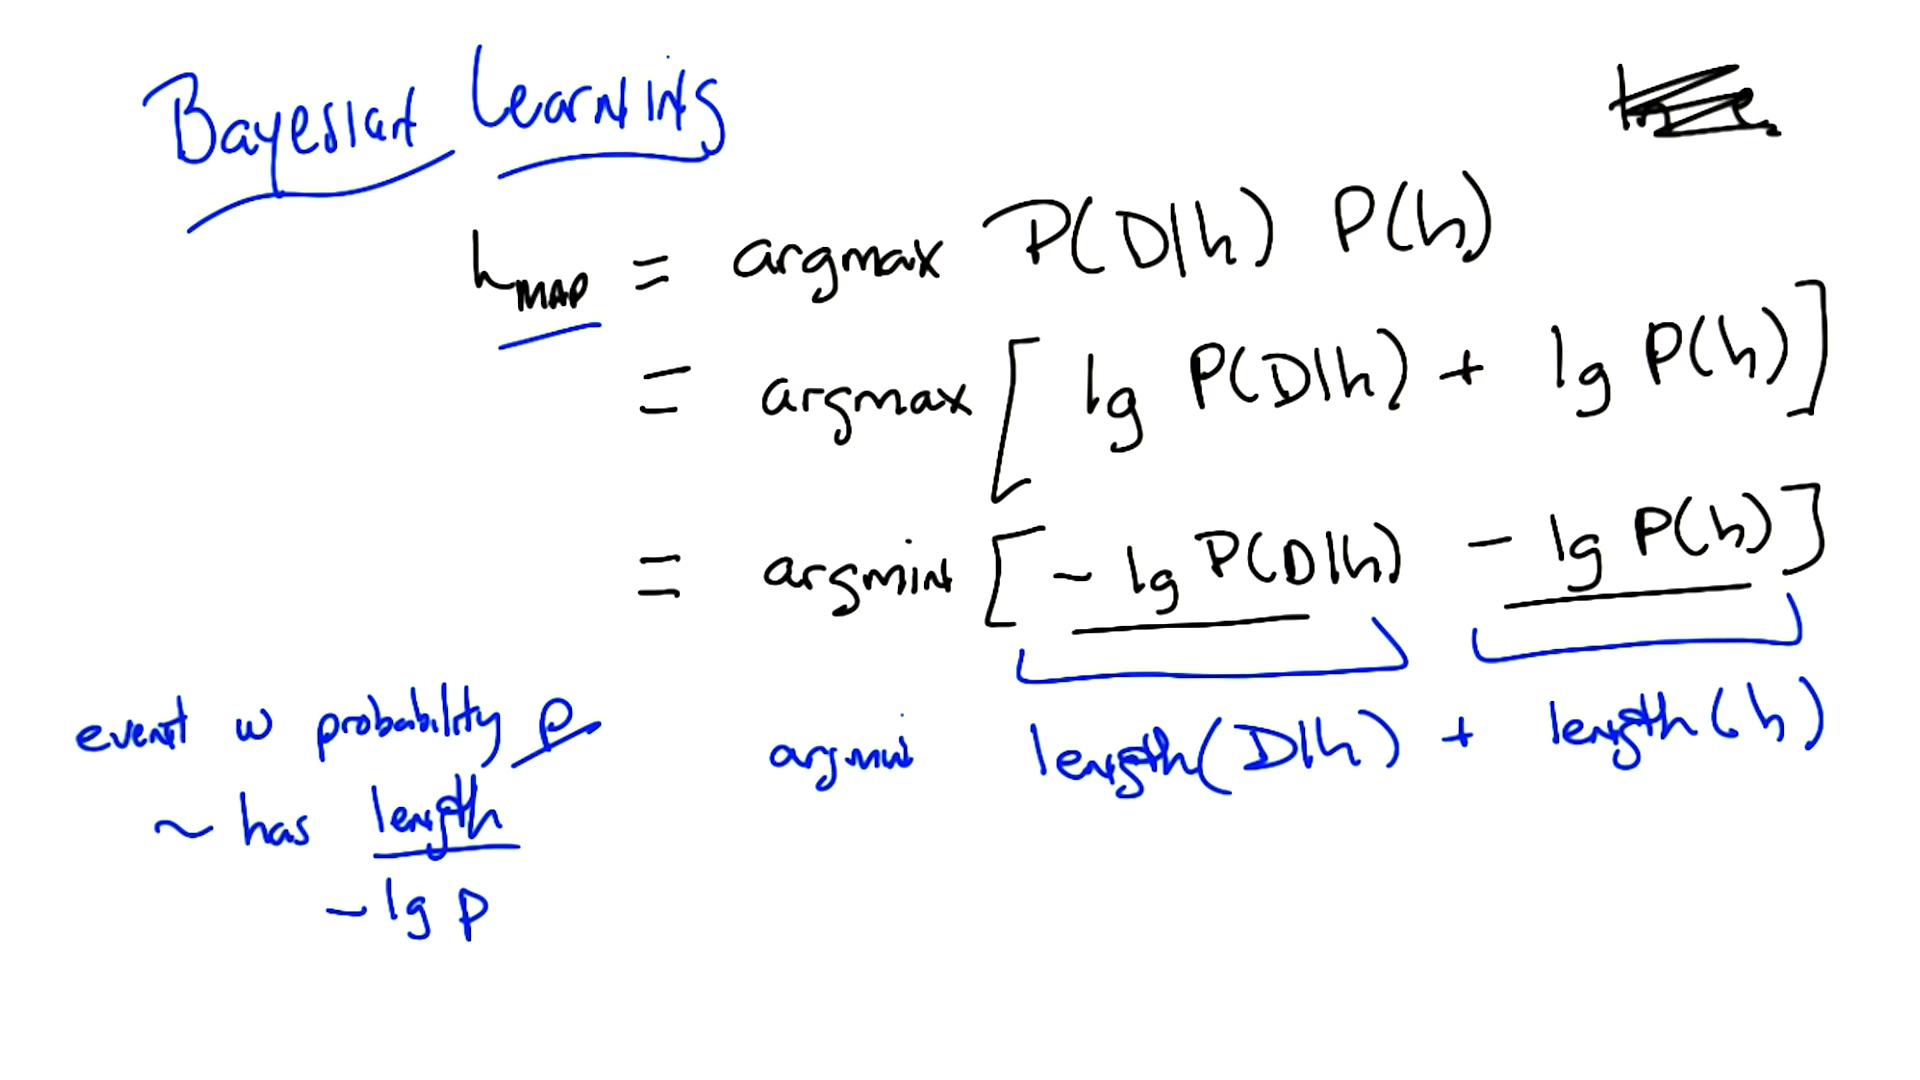 Bayesian Learning
h_MAP = argmax P(D|h) P(h)
= argmax [ lg P(D|h) + lg P(h) ]
= argmin [ - lg P(D|h) - lg P(h) ]
event w probability p
argmin length(D|h) + length(h)
~ has length
- lg p